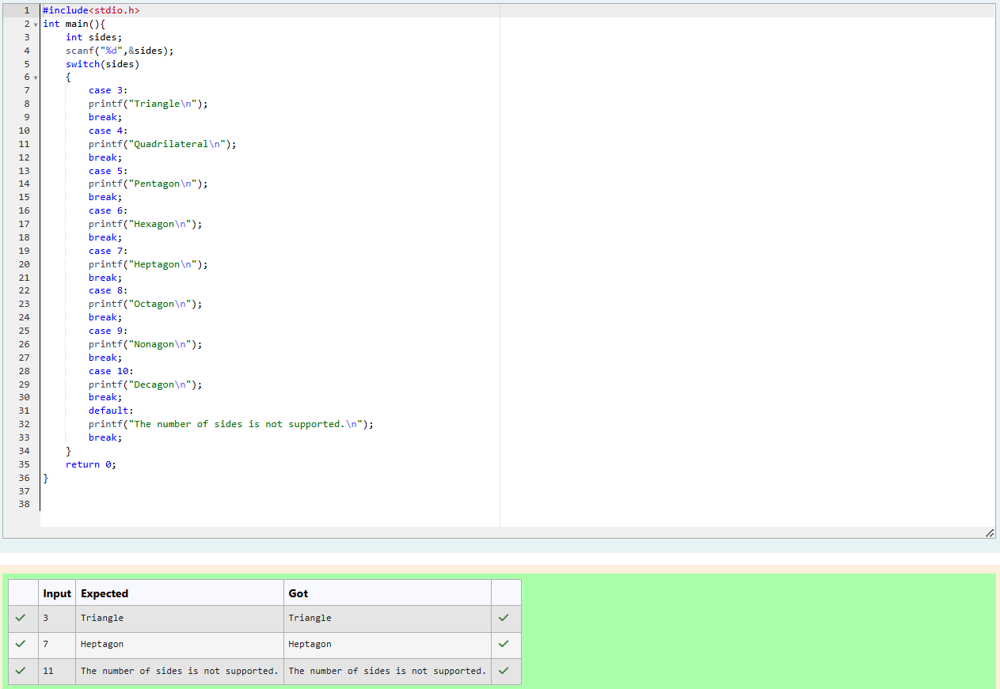 1 #include<stdio.h>
2 int main(){
3 int sides;
4 scanf("%d",&sides);
5 switch(sides)
6 {
7 case 3:
8 printf("Triangle\n");
9 break;
10 case 4:
11 printf("Quadrilateral\n");
12 break;
13 case 5:
14 printf("Pentagon\n");
15 break;
16 case 6:
17 printf("Hexagon\n");
18 break;
19 case 7:
20 printf("Heptagon\n");
21 break;
22 case 8:
23 printf("Octagon\n");
24 break;
25 case 9:
26 printf("Nonagon\n");
27 break;
28 case 10:
29 printf("Decagon\n");
30 break;
31 default:
32 printf("The number of sides is not supported.\n");
33 break;
34 }
35 return 0;
36 }
37
38
Input Expected Got
3 Triangle Triangle
7 Heptagon Heptagon
11 The number of sides is not supported. The number of sides is not supported.